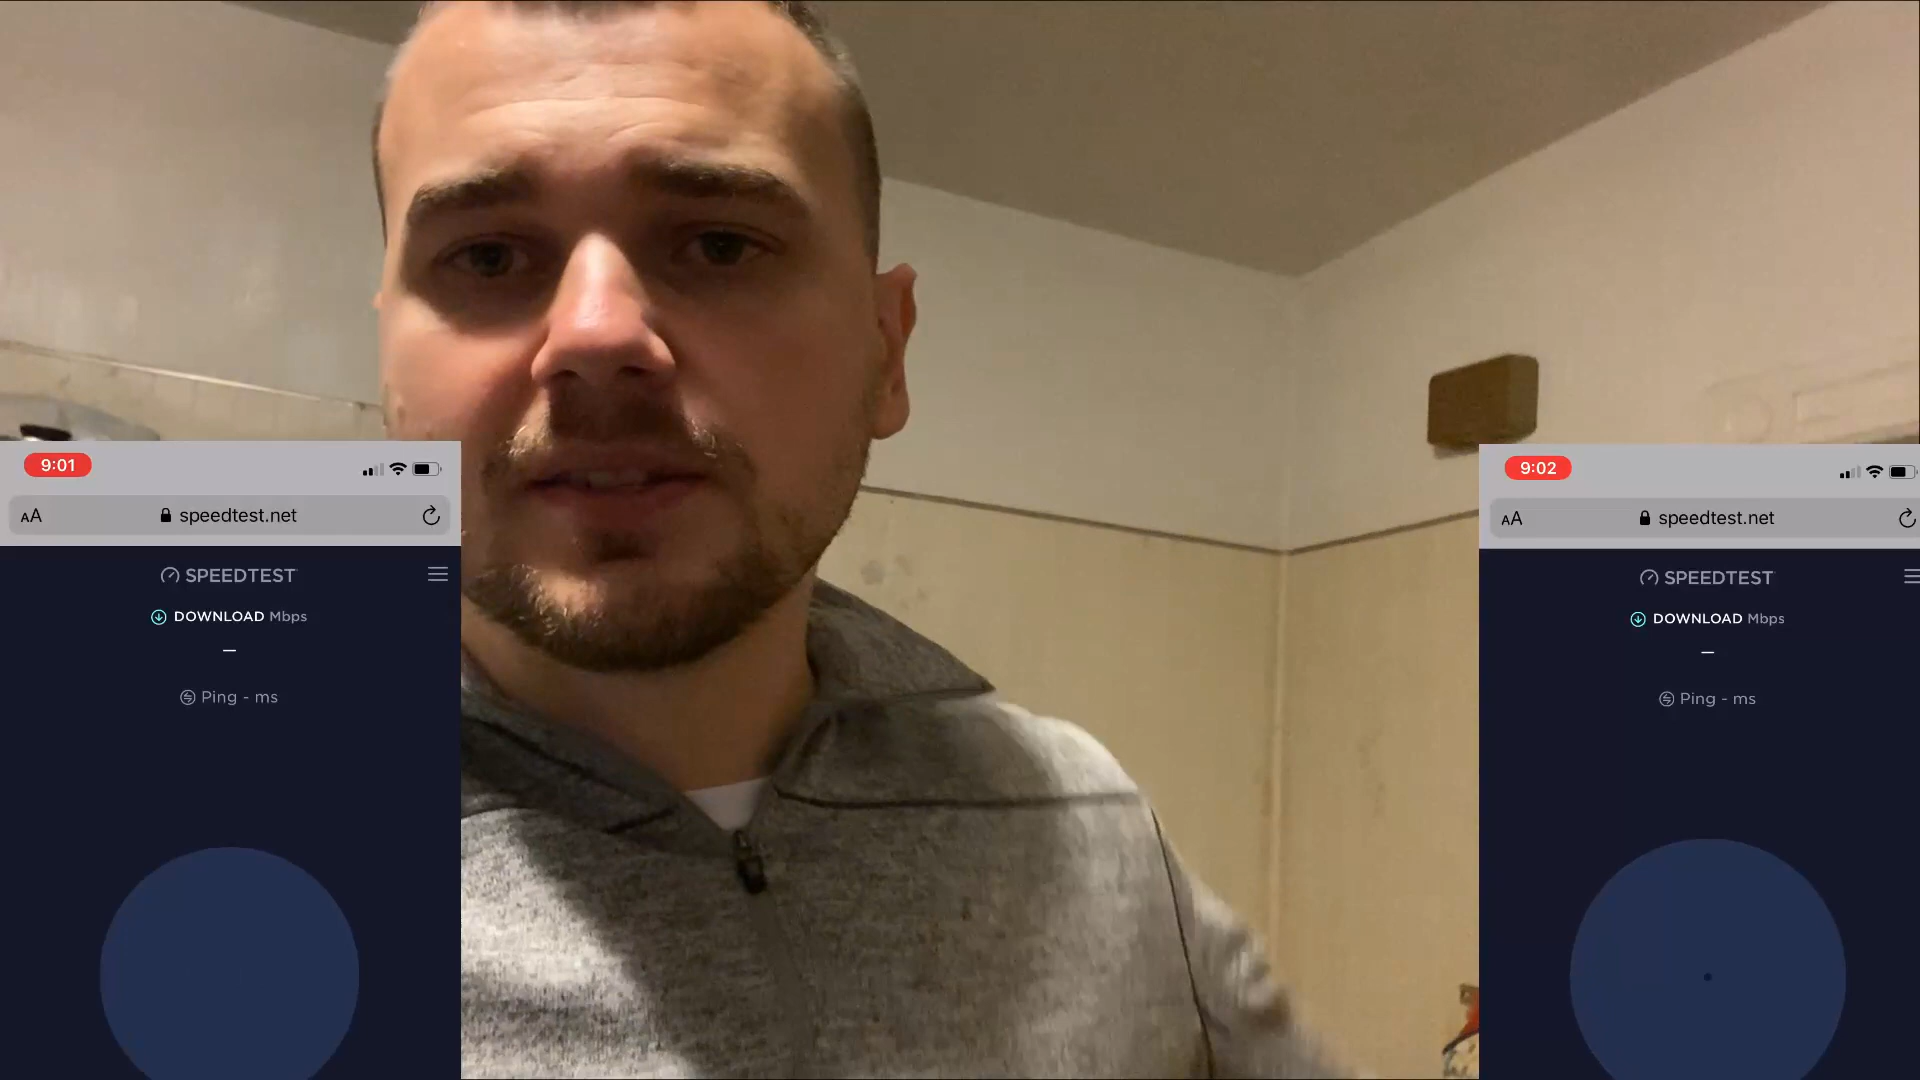 9:01
AA speedtest.net
SPEEDTEST
DOWNLOAD Mbps
—
Ping - ms
9:02
AA speedtest.net
SPEEDTEST
DOWNLOAD Mbps
—
Ping - ms